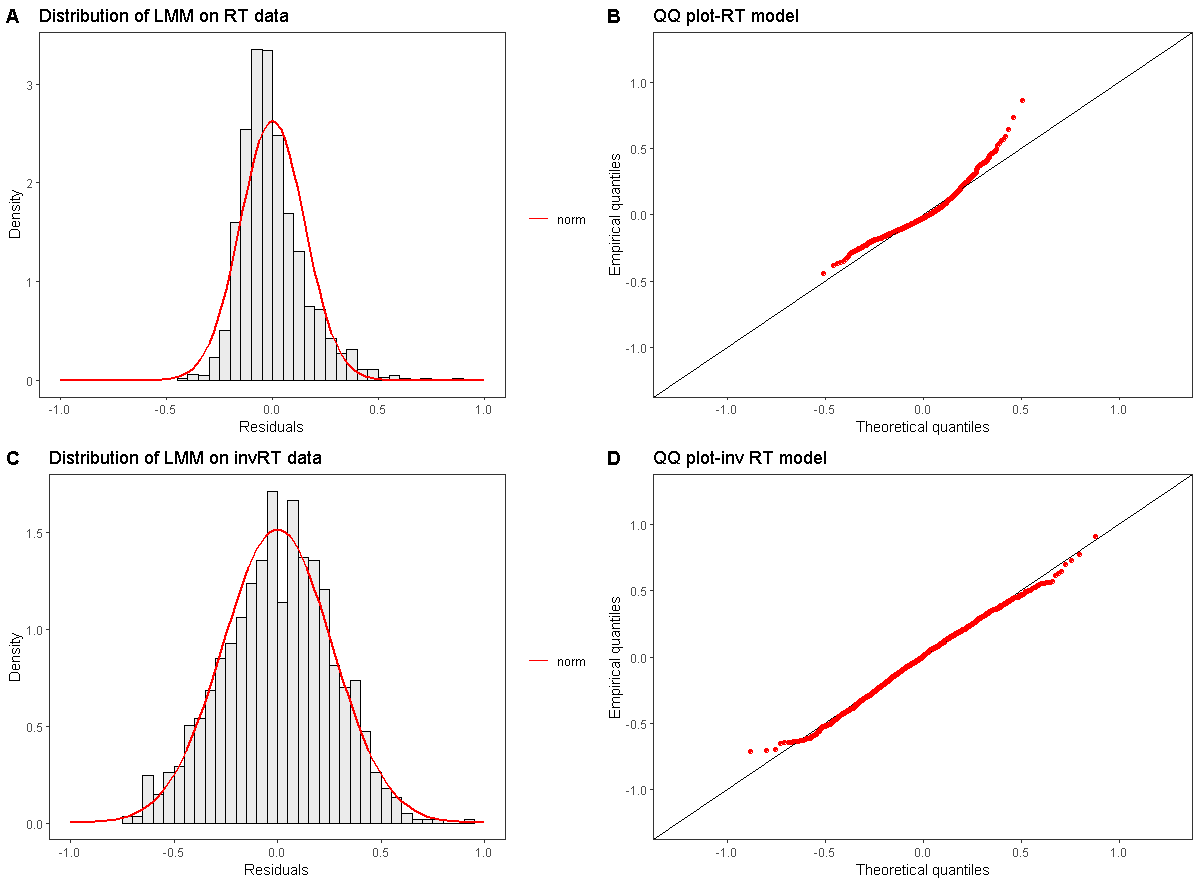 A Distribution of LMM on RT data
3
2
1
0
Density
-1.0 -0.5 0.0 0.5 1.0
Residuals
norm
B QQ plot-RT model
1.0
0.5
0.0
-0.5
-1.0
Empirical quantiles
-1.0 -0.5 0.0 0.5 1.0
Theoretical quantiles
C Distribution of LMM on invRT data
1.5
1.0
0.5
0.0
Density
-1.0 -0.5 0.0 0.5 1.0
Residuals
norm
D QQ plot-inv RT model
1.0
0.5
0.0
-0.5
-1.0
Empirical quantiles
-1.0 -0.5 0.0 0.5 1.0
Theoretical quantiles